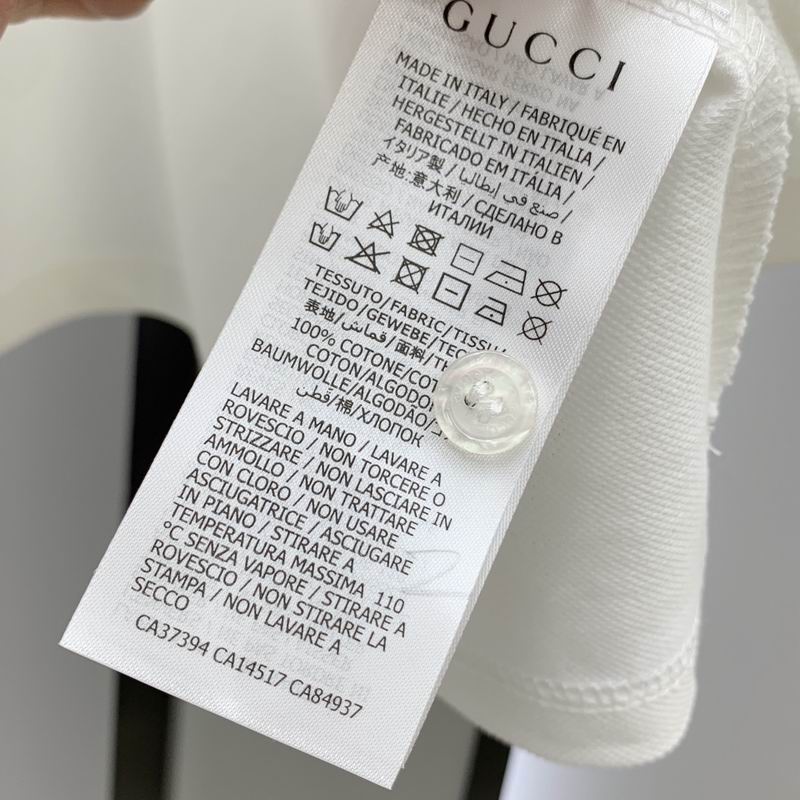 GUCCI
MADE IN ITALY / FABRIQUÉ EN
ITALIE / HECHO EN ITALIA /
HERGESTELLT IN ITALIEN /
FABRICADO EM ITÁLIA /
イタリア製 / صنع في إيطاليا /
产地:意大利 / СДЕЛАНО В
ИТАЛИИ
TESSUTO/FABRIC/TISSU/
TEJIDO/GEWEBE/TEC
表地/قماش/面料/ТК
100% COTONE/COT
COTON/ALGODON
BAUMWOLLE/ALGODÃO/コ
قطن/棉/ХЛОПОК
LAVARE A MANO / LAVARE A
ROVESCIO / NON TORCERE O
STRIZZARE / NON LASCIARE IN
AMMOLLO / NON TRATTARE
CON CLORO / NON USARE
ASCIUGATRICE / ASCIUGARE
IN PIANO / STIRARE A
TEMPERATURA MASSIMA 110
°C SENZA VAPORE / STIRARE A
ROVESCIO / NON STIRARE LA
STAMPA / NON LAVARE A
SECCO
CA37394 CA14517 CA84937